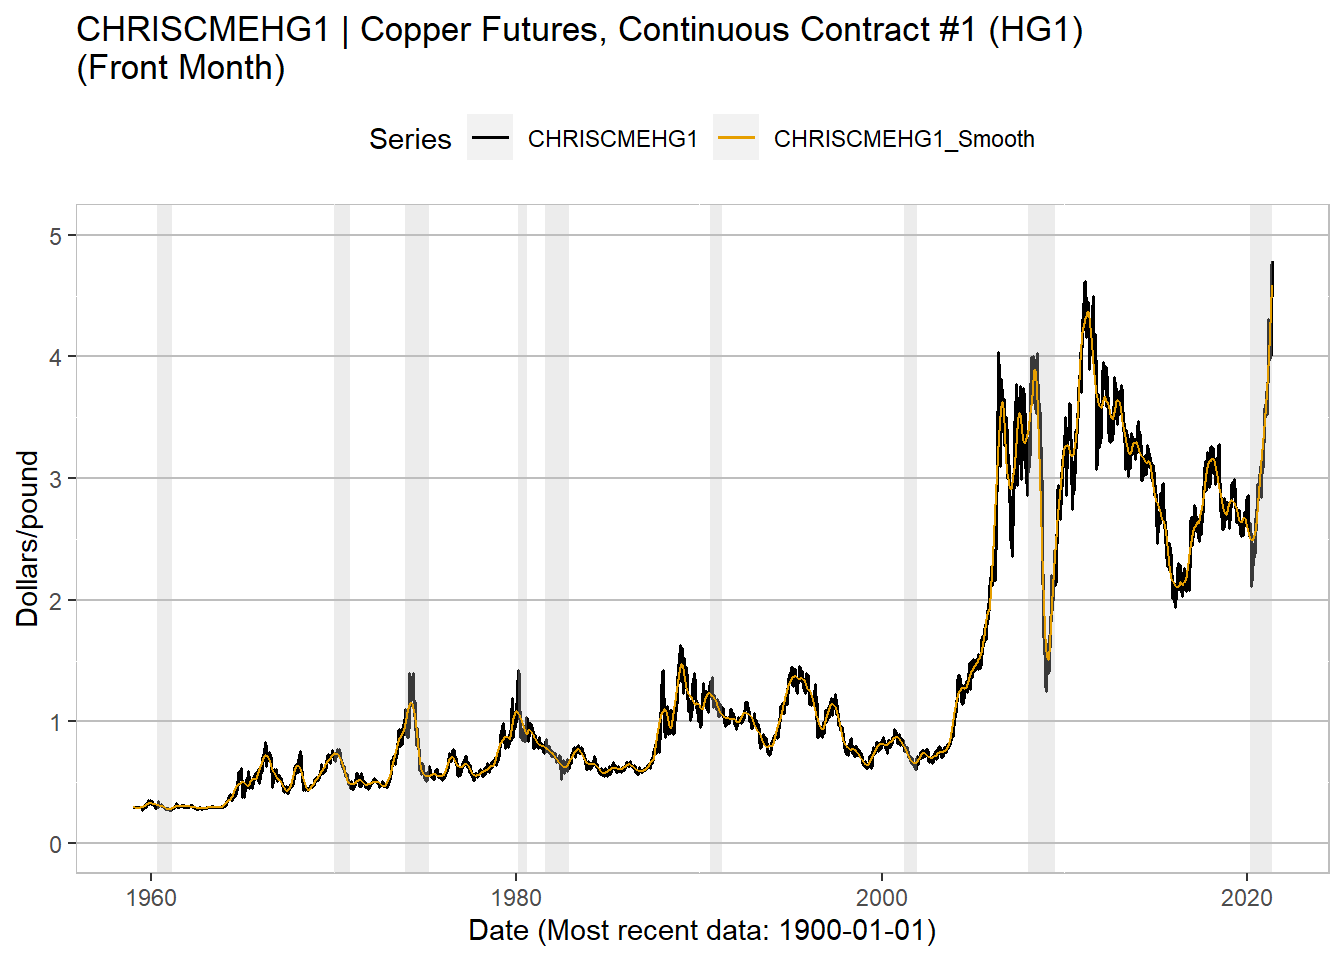 CHRISCMEHG1 | Copper Futures, Continuous Contract #1 (HG1)
(Front Month)
Series CHRISCMEHG1 CHRISCMEHG1_Smooth
5
4
3
2
1
0
Dollars/pound
1960 1980 2000 2020
Date (Most recent data: 1900-01-01)